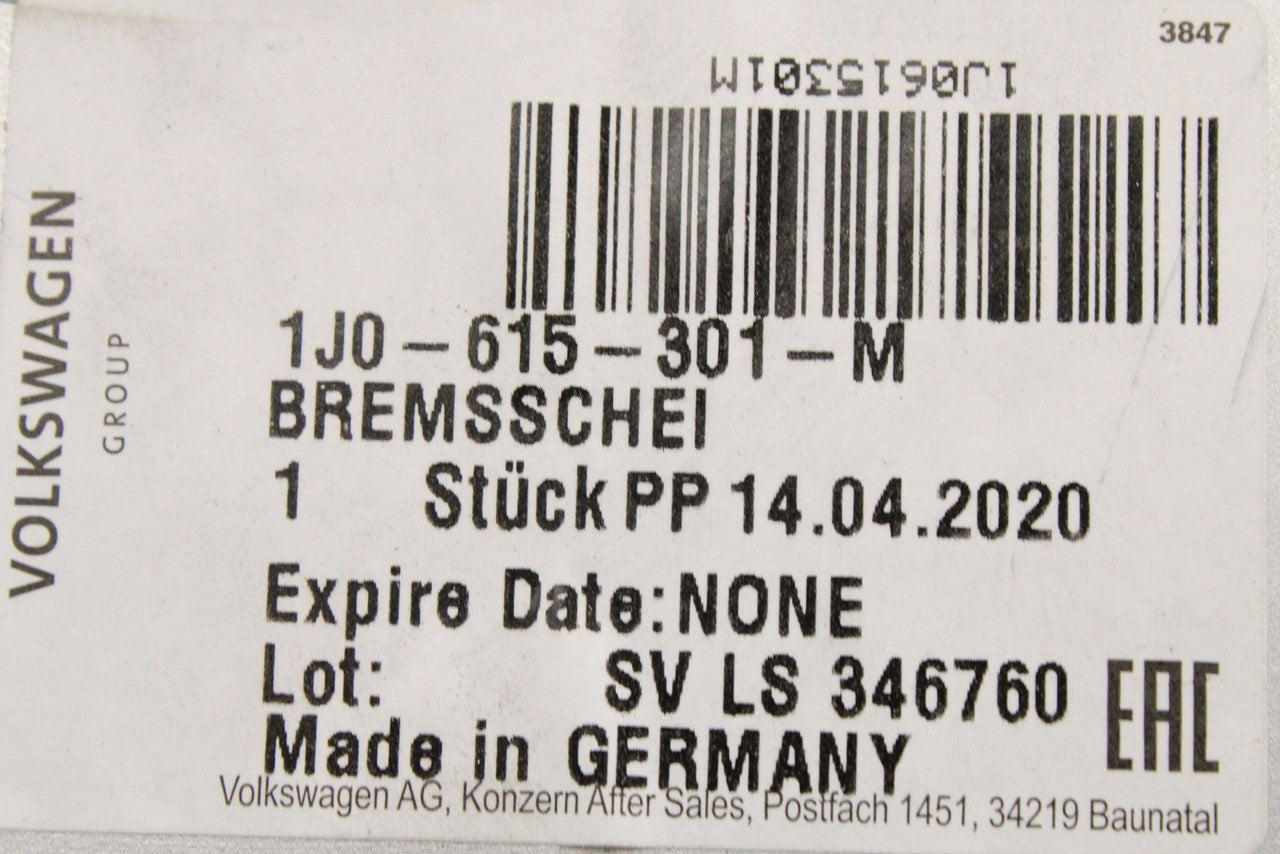 3847
1J0615301M
VOLKSWAGEN
GROUP
1J0-615-301-M
BREMSSCHEI
1 Stück PP 14.04.2020
Expire Date:NONE
Lot: SV LS 346760
EAC
Made in GERMANY
Volkswagen AG, Konzern After Sales, Postfach 1451, 34219 Baunatal